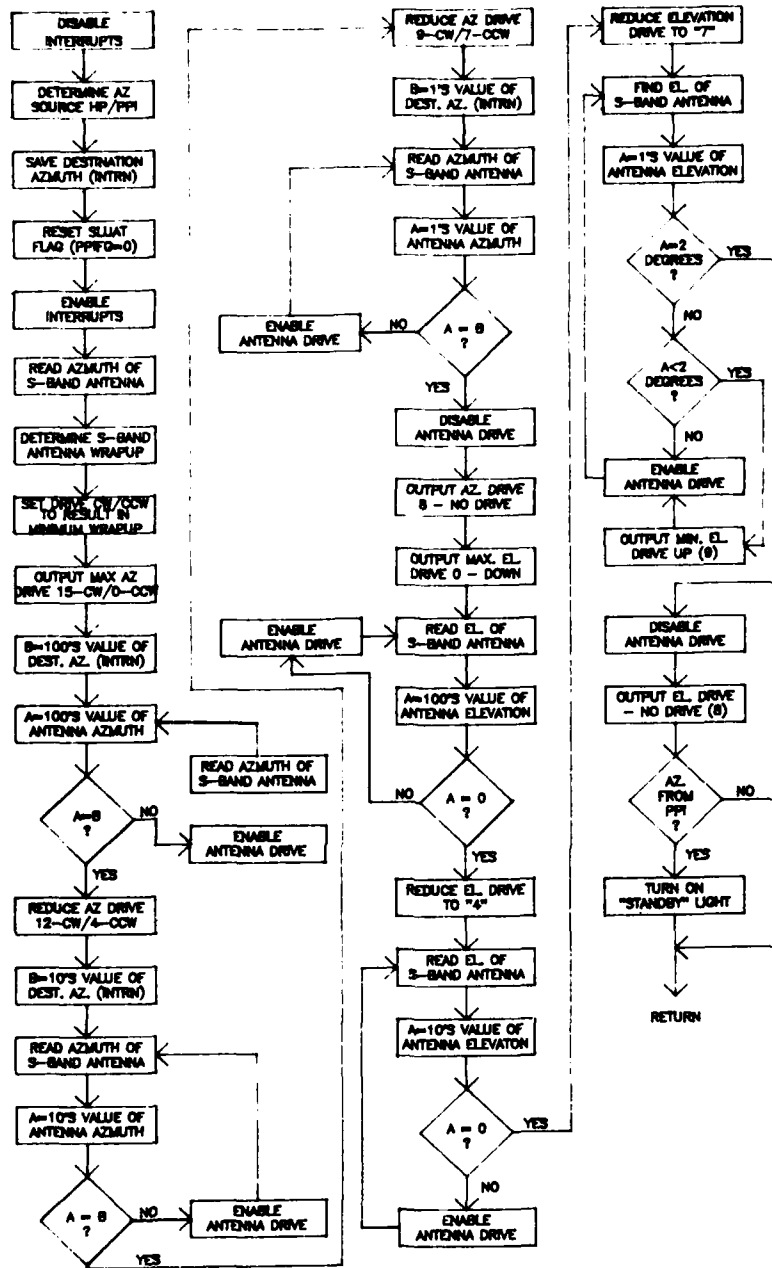 DISABLE
INTERRUPTS
DETERMINE AZ
SOURCE HP/PPI
SAVE DESTINATION
AZIMUTH (INTRN)
RESET SLUAT
FLAG (PPIFG=0)
ENABLE
INTERRUPTS
READ AZIMUTH OF
S-BAND ANTENNA
DETERMINE S-BAND
ANTENNA WRAPUP
SET DRIVE CW/CCW
TO RESULT IN
MINIMUM WRAPUP
OUTPUT MAX AZ
DRIVE 15-CW/0-CCW
B=100'S VALUE OF
DEST. AZ. (INTRN)
A=100'S VALUE OF
ANTENNA AZIMUTH
READ AZIMUTH OF
S-BAND ANTENNA
A=B
?
NO
ENABLE
ANTENNA DRIVE
YES
REDUCE AZ DRIVE
12-CW/4-CCW
B=10'S VALUE OF
DEST. AZ. (INTRN)
READ AZIMUTH OF
S-BAND ANTENNA
A=10'S VALUE OF
ANTENNA AZIMUTH
A = B
?
NO
ENABLE
ANTENNA DRIVE
YES
REDUCE AZ DRIVE
9-CW/7-CCW
B=1'S VALUE OF
DEST. AZ. (INTRN)
READ AZIMUTH OF
S-BAND ANTENNA
A=1'S VALUE OF
ANTENNA AZIMUTH
A = B
?
NO
ENABLE
ANTENNA DRIVE
YES
DISABLE
ANTENNA DRIVE
OUTPUT AZ. DRIVE
8 - NO DRIVE
OUTPUT MAX. EL.
DRIVE 0 - DOWN
ENABLE
ANTENNA DRIVE
READ EL. OF
S-BAND ANTENNA
A=100'S VALUE OF
ANTENNA ELEVATION
NO
A = 0
?
YES
REDUCE EL. DRIVE
TO "4"
READ EL. OF
S-BAND ANTENNA
A=10'S VALUE OF
ANTENNA ELEVATON
A = 0
?
YES
NO
ENABLE
ANTENNA DRIVE
REDUCE ELEVATION
DRIVE TO "7"
FIND EL. OF
S-BAND ANTENNA
A=1'S VALUE OF
ANTENNA ELEVATION
A=2
DEGREES
?
YES
NO
A<2
DEGREES
?
YES
NO
ENABLE
ANTENNA DRIVE
OUTPUT MIN. EL.
DRIVE UP (9)
DISABLE
ANTENNA DRIVE
OUTPUT EL. DRIVE
- NO DRIVE (8)
AZ.
FROM
PPI
?
NO
YES
TURN ON
"STANDBY" LIGHT
RETURN